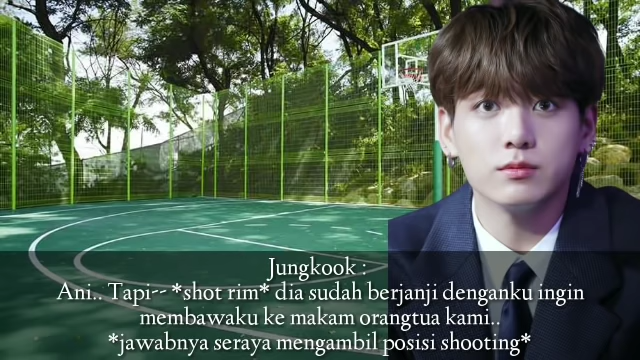 Jungkook :
Ani.. Tapi-- *shot rim* dia sudah berjanji denganku ingin
membawaku ke makam orangtua kami..
*jawabnya seraya mengambil posisi shooting*